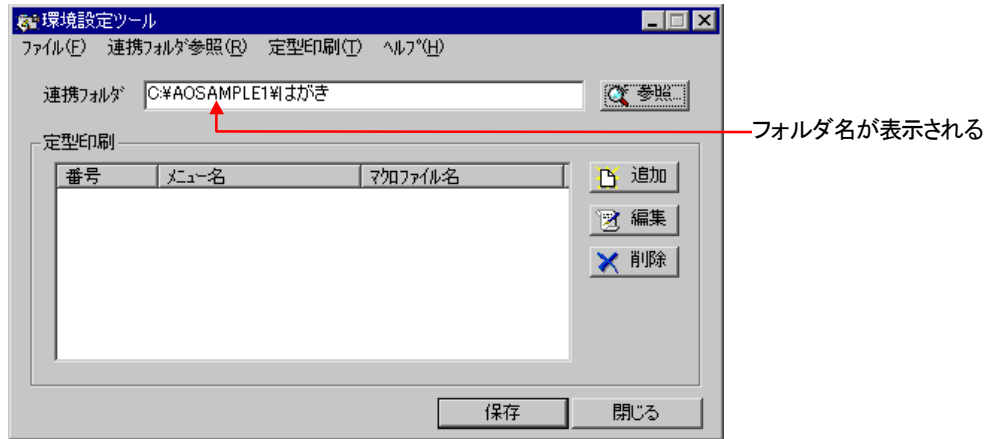 環境設定ツール
ファイル(F) 連携フォルダ参照(R) 定型印刷(T) ヘルプ(H)
連携フォルダ C:¥AOSAMPLE1¥はがき 参照...
フォルダ名が表示される
定型印刷
番号 メニュー名 マクロファイル名
追加
編集
削除
保存 閉じる